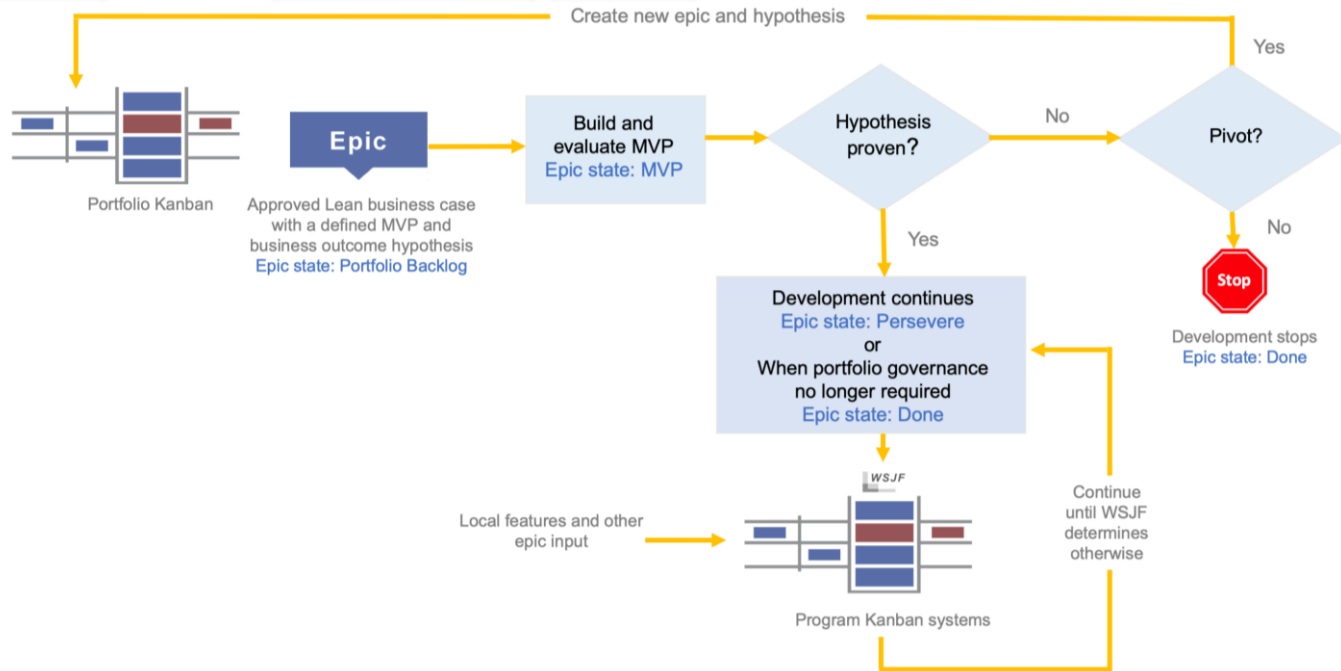 Create new epic and hypothesis
Yes
Portfolio Kanban
Epic
Approved Lean business case
with a defined MVP and
business outcome hypothesis
Epic state: Portfolio Backlog
Build and
evaluate MVP
Epic state: MVP
Hypothesis
proven?
No
Pivot?
Yes
No
Stop
Development stops
Epic state: Done
Development continues
Epic state: Persevere
or
When portfolio governance
no longer required
Epic state: Done
WSJF
Local features and other
epic input
Program Kanban systems
Continue
until WSJF
determines
otherwise